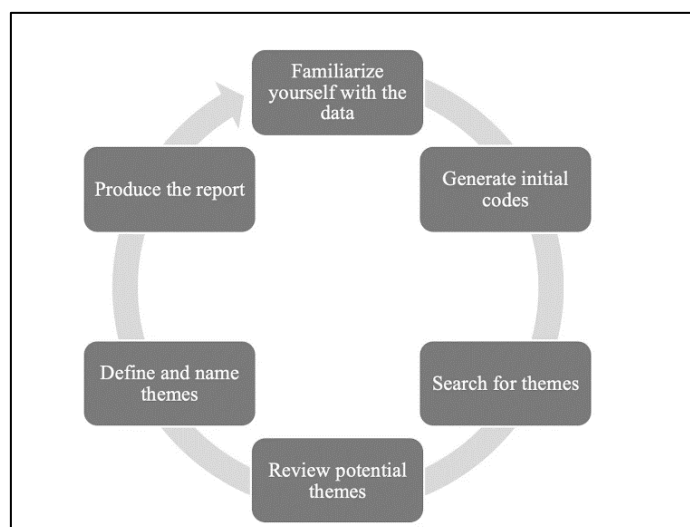 Familiarize
yourself with the
data
Generate initial
codes
Search for themes
Review potential
themes
Define and name
themes
Produce the report